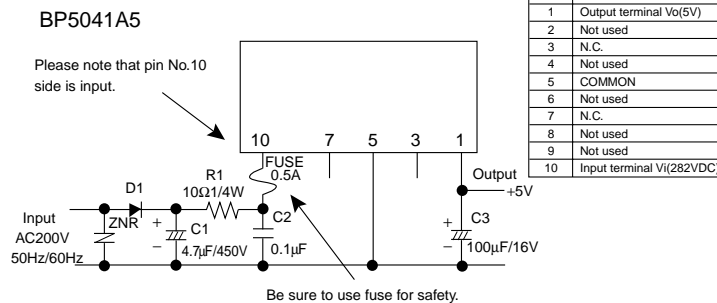 BP5041A5
Please note that pin No.10
side is input.
10
7
5
3
1
FUSE
0.5A
R1
10Ω1/4W
D1
Input
AC200V
50Hz/60Hz
ZNR
+
−
C1
4.7μF/450V
C2
0.1μF
Output
+5V
+
−
C3
100μF/16V
Be sure to use fuse for safety.
1 Output terminal Vo(5V)
2 Not used
3 N.C.
4 Not used
5 COMMON
6 Not used
7 N.C.
8 Not used
9 Not used
10 Input terminal Vi(282VDC)